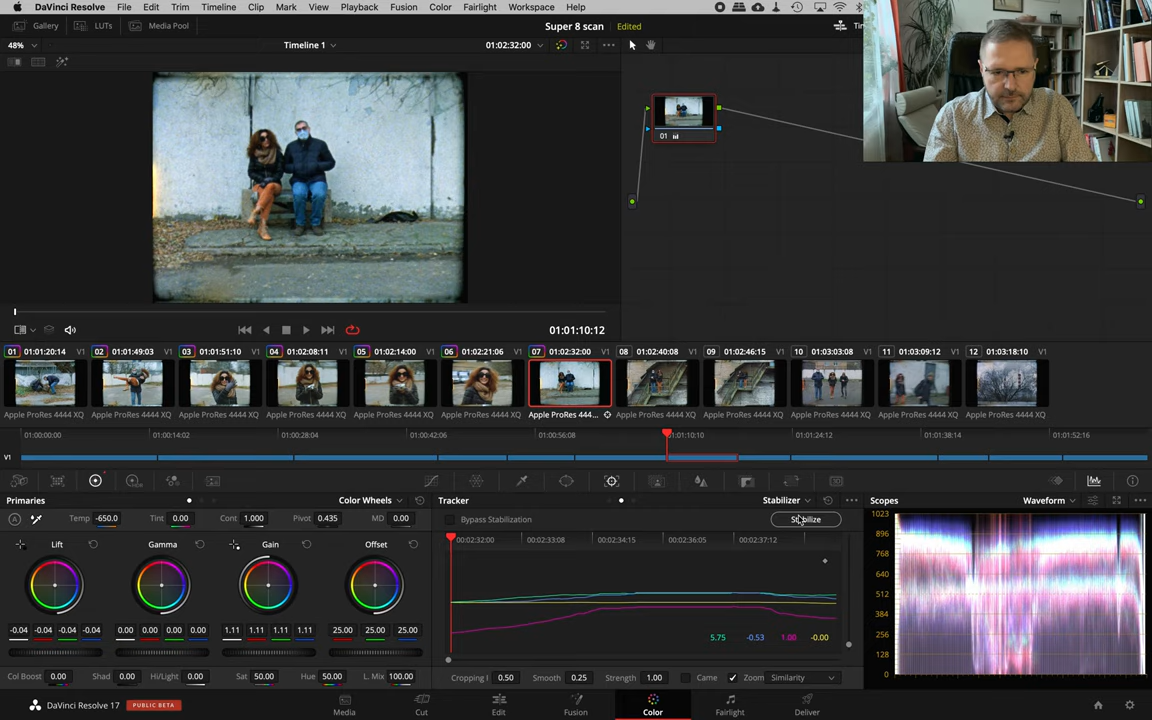 DaVinci Resolve File Edit Trim Timeline Clip Mark View Playback Fusion Color Fairlight Workspace Help
Gallery LUTs Media Pool Super 8 scan Edited
48% Timeline 1 01:02:32:00
01
01:01:10:12
01 01:01:20:14 V1 02 01:01:49:03 V1 03 01:01:51:10 V1 04 01:02:08:11 V1 05 01:02:14:00 V1 06 01:02:21:06 V1 07 01:02:32:00 V1 08 01:02:40:08 V1 09 01:02:46:15 V1 10 01:03:03:08 V1 11 01:03:09:12 V1 12 01:03:18:10 V1
Apple ProRes 4444 XQ Apple ProRes 4444 XQ Apple ProRes 4444 XQ Apple ProRes 4444 XQ Apple ProRes 4444 XQ Apple ProRes 4444 XQ Apple ProRes 444... Apple ProRes 4444 XQ Apple ProRes 4444 XQ Apple ProRes 4444 XQ Apple ProRes 4444 XQ Apple ProRes 4444 XQ
01:00:00:00 01:00:14:02 01:00:28:04 01:00:42:06 01:00:56:08 01:01:10:10 01:01:24:12 01:01:38:14 01:01:52:16
V1
Primaries Color Wheels Tracker Stabilizer Scopes Waveform
Temp -650.0 Tint 0.00 Cont 1.000 Pivot 0.435 MD 0.00 Bypass Stabilization Stabilize 1023
896
Lift Gamma Gain Offset 00:02:32:00 00:02:33:08 00:02:34:15 00:02:36:05 00:02:37:12
768
640
512
384
-0.04 -0.04 -0.04 -0.04 0.00 0.00 0.00 0.00 1.11 1.11 1.11 1.11 25.00 25.00 25.00 5.75 -0.53 1.00 -0.00 256
128
0
Col Boost 0.00 Shad 0.00 Hi/Light 0.00 Sat 50.00 Hue 50.00 L. Mix 100.00 Cropping 0.50 Smooth 0.25 Strength 1.00 Came Zoom Similarity
DaVinci Resolve 17 PUBLIC BETA Media Cut Edit Fusion Color Fairlight Deliver